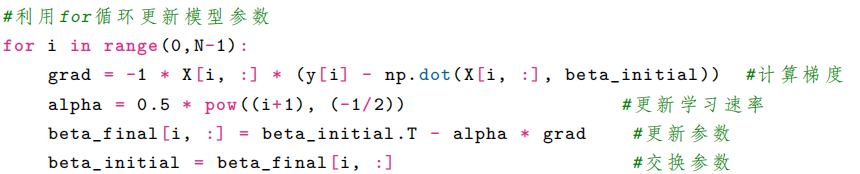 #利用for循环更新模型参数
for i in range(0,N-1):
    grad = -1 * X[i, :] * (y[i] - np.dot(X[i, :], beta_initial))  #计算梯度
    alpha = 0.5 * pow((i+1), (-1/2))              #更新学习速率
    beta_final[i, :] = beta_initial.T - alpha * grad    #更新参数
    beta_initial = beta_final[i, :]                     #交换参数